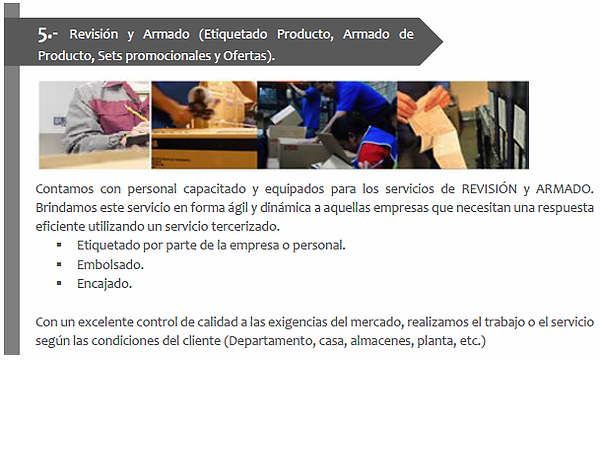 5.- Revisión y Armado (Etiquetado Producto, Armado de
Producto, Sets promocionales y Ofertas).
Contamos con personal capacitado y equipados para los servicios de REVISIÓN y ARMADO.
Brindamos este servicio en forma ágil y dinámica a aquellas empresas que necesitan una respuesta
eficiente utilizando un servicio tercerizado.
▪ Etiquetado por parte de la empresa o personal.
▪ Embolsado.
▪ Encajado.
Con un excelente control de calidad a las exigencias del mercado, realizamos el trabajo o el servicio
según las condiciones del cliente (Departamento, casa, almacenes, planta, etc.)